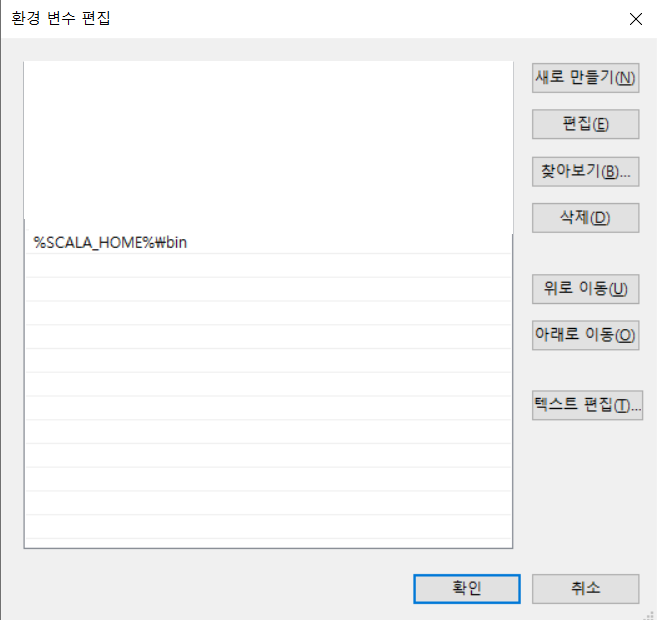 환경 변수 편집
새로 만들기(N)
편집(E)
찾아보기(B)...
삭제(D)
%SCALA_HOME%₩bin
위로 이동(U)
아래로 이동(O)
텍스트 편집(T)...
확인
취소